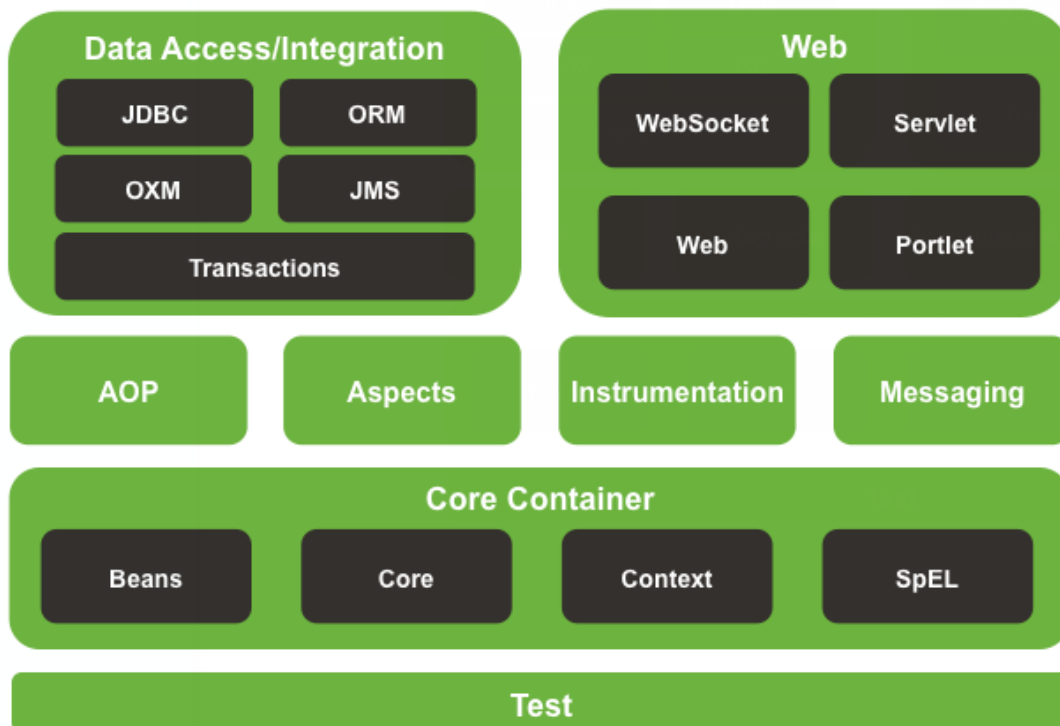 Data Access/Integration
JDBC
ORM
OXM
JMS
Transactions
Web
WebSocket
Servlet
Web
Portlet
AOP
Aspects
Instrumentation
Messaging
Core Container
Beans
Core
Context
SpEL
Test